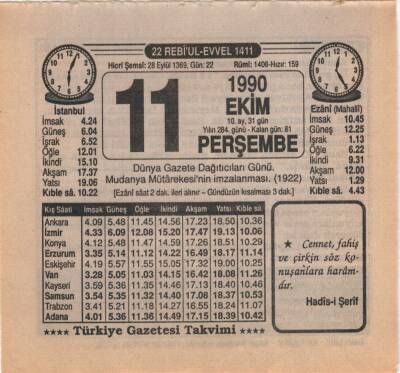 22 REBİ'UL-EVVEL 1411
Hicrî Şemsî: 28 Eylül 1369, Gün: 22 Rûmî: 1406-Hızır: 159
İstanbul
İmsak 4.24
Güneş 6.04
İşrak 6.52
Öğle 12.01
İkindi 15.10
Akşam 17.37
Yatsı 19.06
Kıble sâ. 10.22
11
1990
EKİM
10. ay, 31 gün
Yılın 284. günü - Kalan gün: 81
PERŞEMBE
Ezânî (Mahallî)
İmsak 10.45
Güneş 12.25
İşrak 1.13
Öğle 6.22
İkindi 9.31
Akşam 12.00
Yatsı 1.29
Kıble sâ. 4.43
Dünya Gazete Dağıtıcıları Günü.
Mudanya Mütârekesi'nin imzalanması. (1922)
[Ezânî sâat 2 dak. ileri alınır – Gündüzün kısalması 3 dak.]
Kış Sâati İmsak Güneş Öğle İkindi Akşam Yatsı Kıble sâ.
Ankara 4.09 5.48 11.45 14.56 17.23 18.50 10.36
İzmir 4.33 6.09 12.08 15.20 17.47 19.13 10.06
Konya 4.12 5.48 11.47 14.59 17.26 18.51 10.29
Erzurum 3.35 5.14 11.12 14.22 16.49 18.17 11.14
Eskişehir 4.19 5.57 11.55 15.05 7.32 19.00 10.25
Van 3.28 5.05 11.03 14.15 16.42 18.08 11.26
Kayseri 3.59 5.36 11.35 14.46 17.13 18.40 10.46
Samsun 3.54 5.35 11.32 14.40 17.08 18.37 10.53
Trabzon 3.41 5.21 11.18 14.27 16.55 18.24 11.07
Adana 4.01 5.36 11.36 14.49 17.15 18.39 10.42
★ Cennet, fahiş
ve çirkin söz ko-
nuşanlara harâm-
dır.
Hadîs-i Şerîf
★★★★ Türkiye Gazetesi Takvimi ★★★★